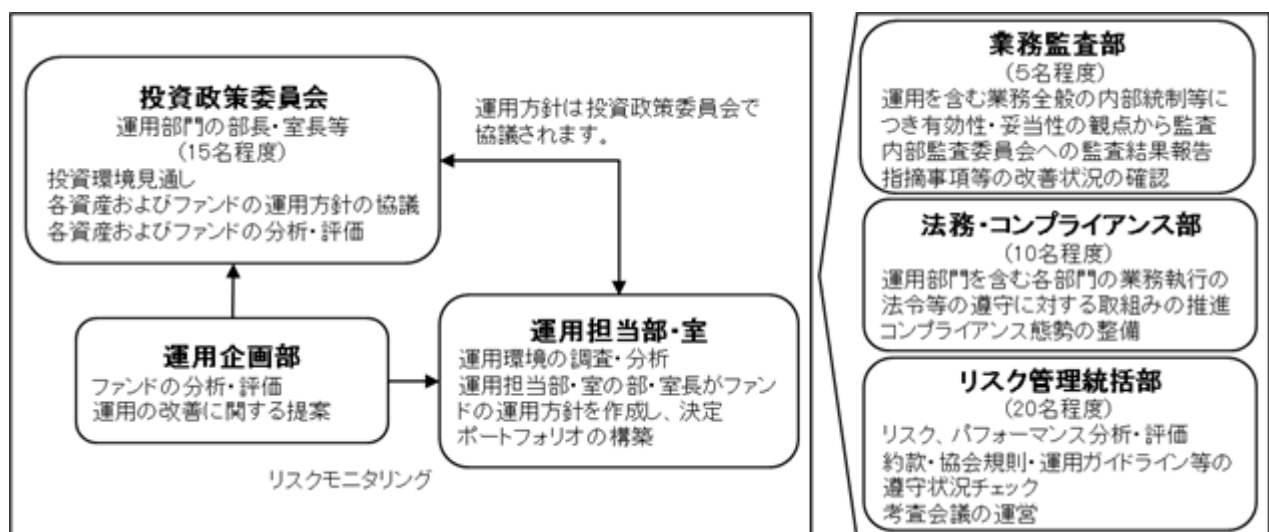 投資政策委員会
運用部門の部長・室長等
(15名程度)
投資環境見通し
各資産およびファンドの運用方針の協議
各資産およびファンドの分析・評価
運用方針は投資政策委員会で
協議されます。
運用企画部
ファンドの分析・評価
運用の改善に関する提案
運用担当部・室
運用環境の調査・分析
運用担当部・室の部・室長がファン
ドの運用方針を作成し、決定
ポートフォリオの構築
リスクモニタリング
業務監査部
(5名程度)
運用を含む業務全般の内部統制等に
つき有効性・妥当性の観点から監査
内部監査委員会への監査結果報告
指摘事項等の改善状況の確認
法務・コンプライアンス部
(10名程度)
運用部門を含む各部門の業務執行の
法令等の遵守に対する取組みの推進
コンプライアンス態勢の整備
リスク管理統括部
(20名程度)
リスク、パフォーマンス分析・評価
約款・協会規則・運用ガイドライン等の
遵守状況チェック
考査会議の運営